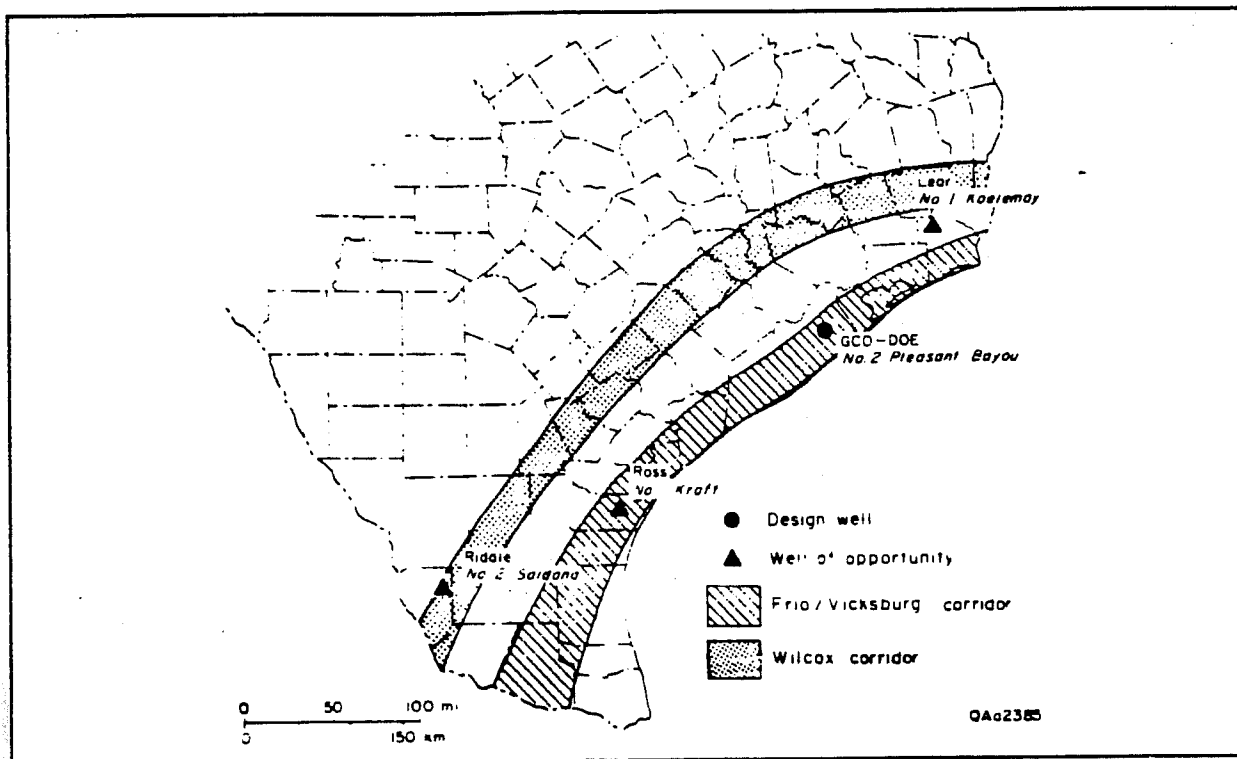 Lear
No. 1 Koelemay
GCO-DOE
No. 2 Pleasant Bayou
Ross
No. Kraft
Riddle
No. 2 Saldana
Design well
Well of opportunity
Frio/Vicksburg corridor
Wilcox corridor
0 50 100 mi
0 150 km
QAa2385